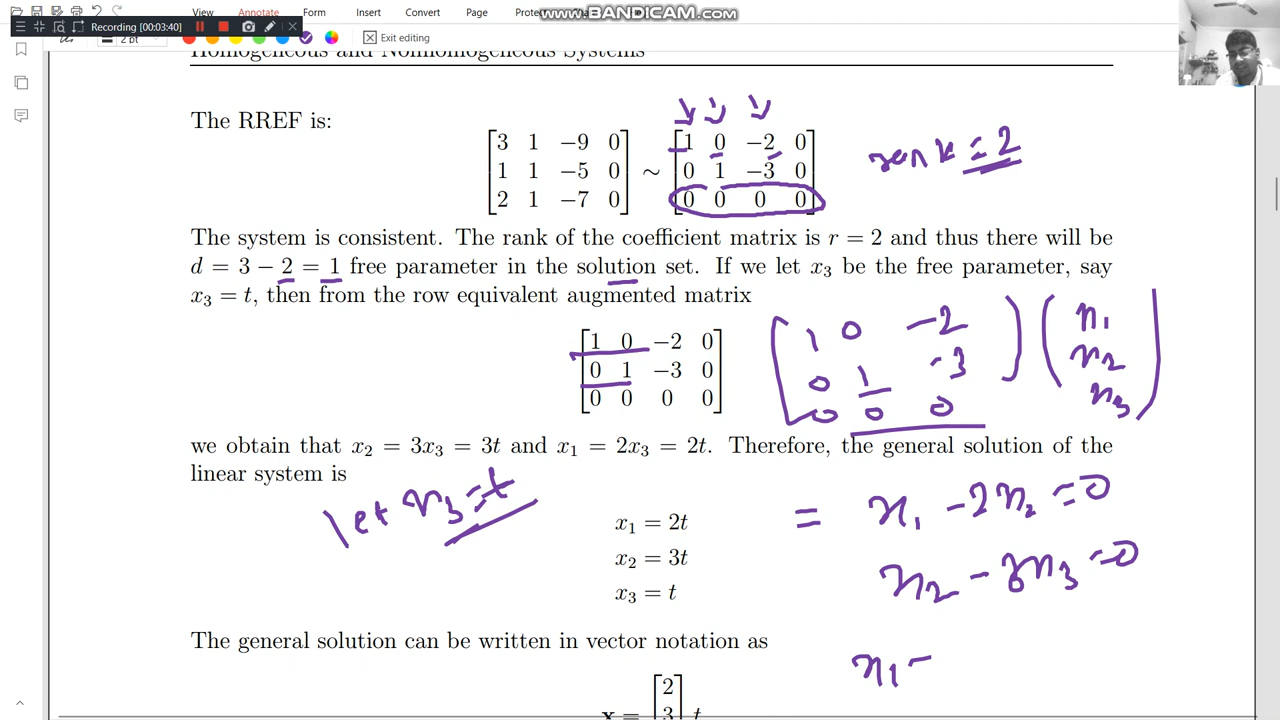 View Annotate Form Insert Convert Page
www.BANDICAM.com
Recording [00:03:40]
2 pt
Exit editing
Homogeneous and Nonhomogeneous Systems
The RREF is:
[3 1 −9 0] [1 0 −2 0]
[1 1 −5 0] ∼ [0 1 −3 0]
[2 1 −7 0] [0 0 0 0]
rank = 2
The system is consistent. The rank of the coefficient matrix is r = 2 and thus there will be
d = 3 − 2 = 1 free parameter in the solution set. If we let x₃ be the free parameter, say
x₃ = t, then from the row equivalent augmented matrix
[1 0 −2 0]
[0 1 −3 0]
[0 0 0 0]
[1 0 −2] (x₁)
[0 1 −3] (x₂)
[0 0 0] (x₃)
we obtain that x₂ = 3x₃ = 3t and x₁ = 2x₃ = 2t. Therefore, the general solution of the
linear system is
let x₃ = t
x₁ = 2t
x₂ = 3t
x₃ = t
= x₁ − 2x₂ = 0
x₂ − 3x₃ = 0
x₁
The general solution can be written in vector notation as
[2]
x = [3] t